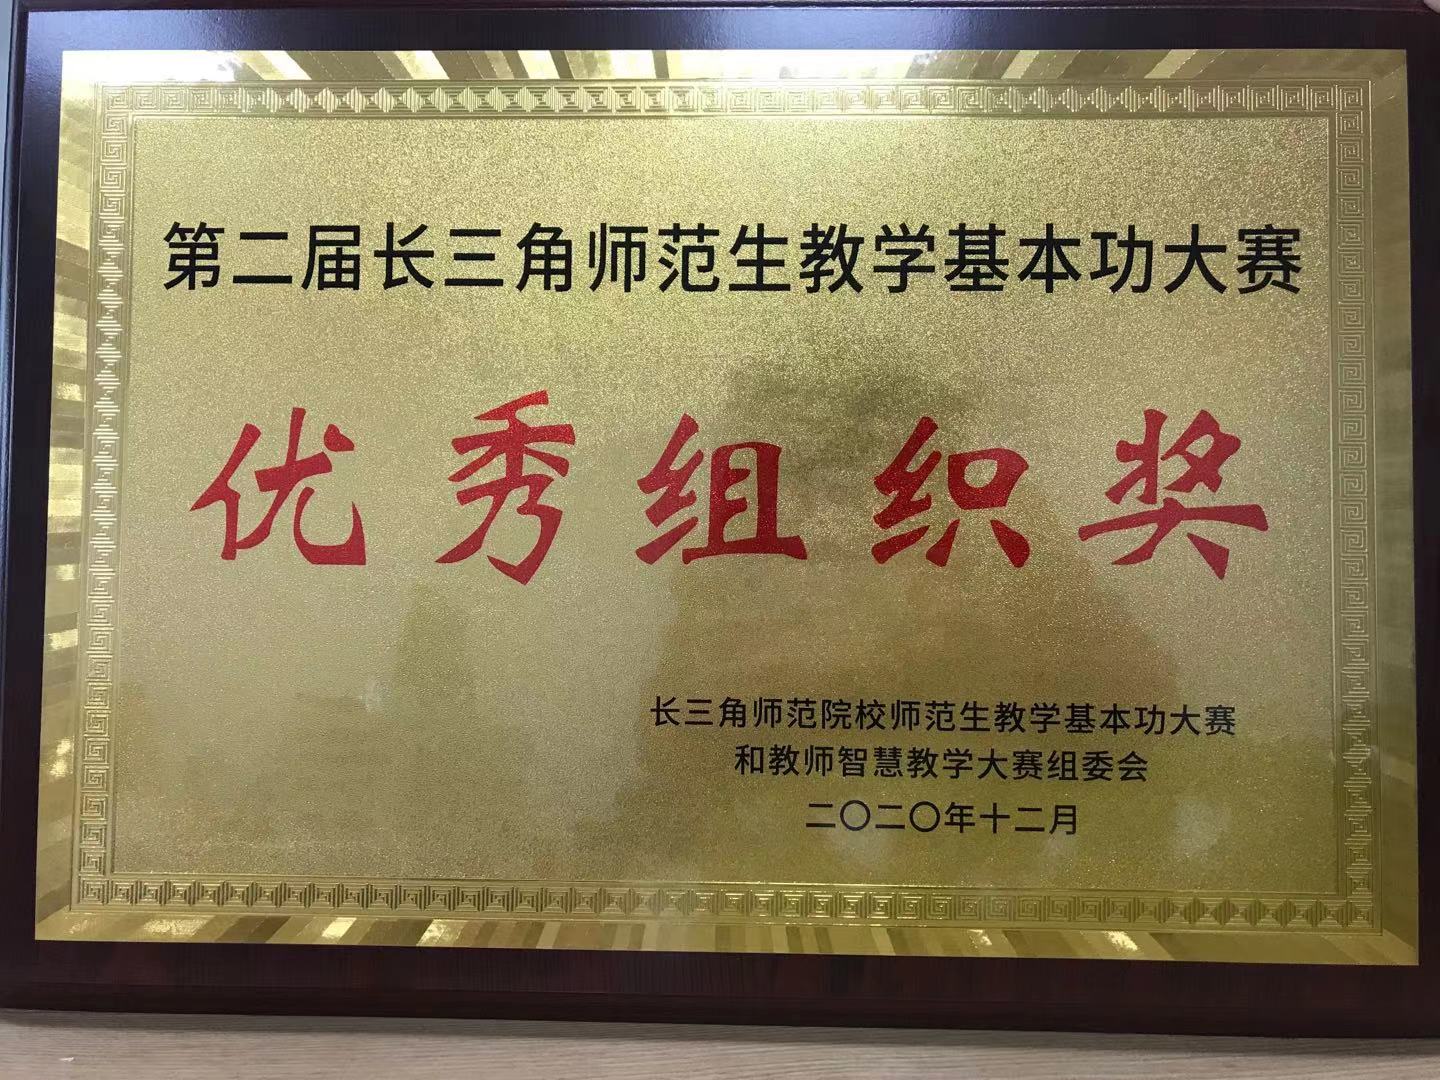 第二届长三角师范生教学基本功大赛
优秀组织奖
长三角师范院校师范生教学基本功大赛
和教师智慧教学大赛组委会
二〇二〇年十二月